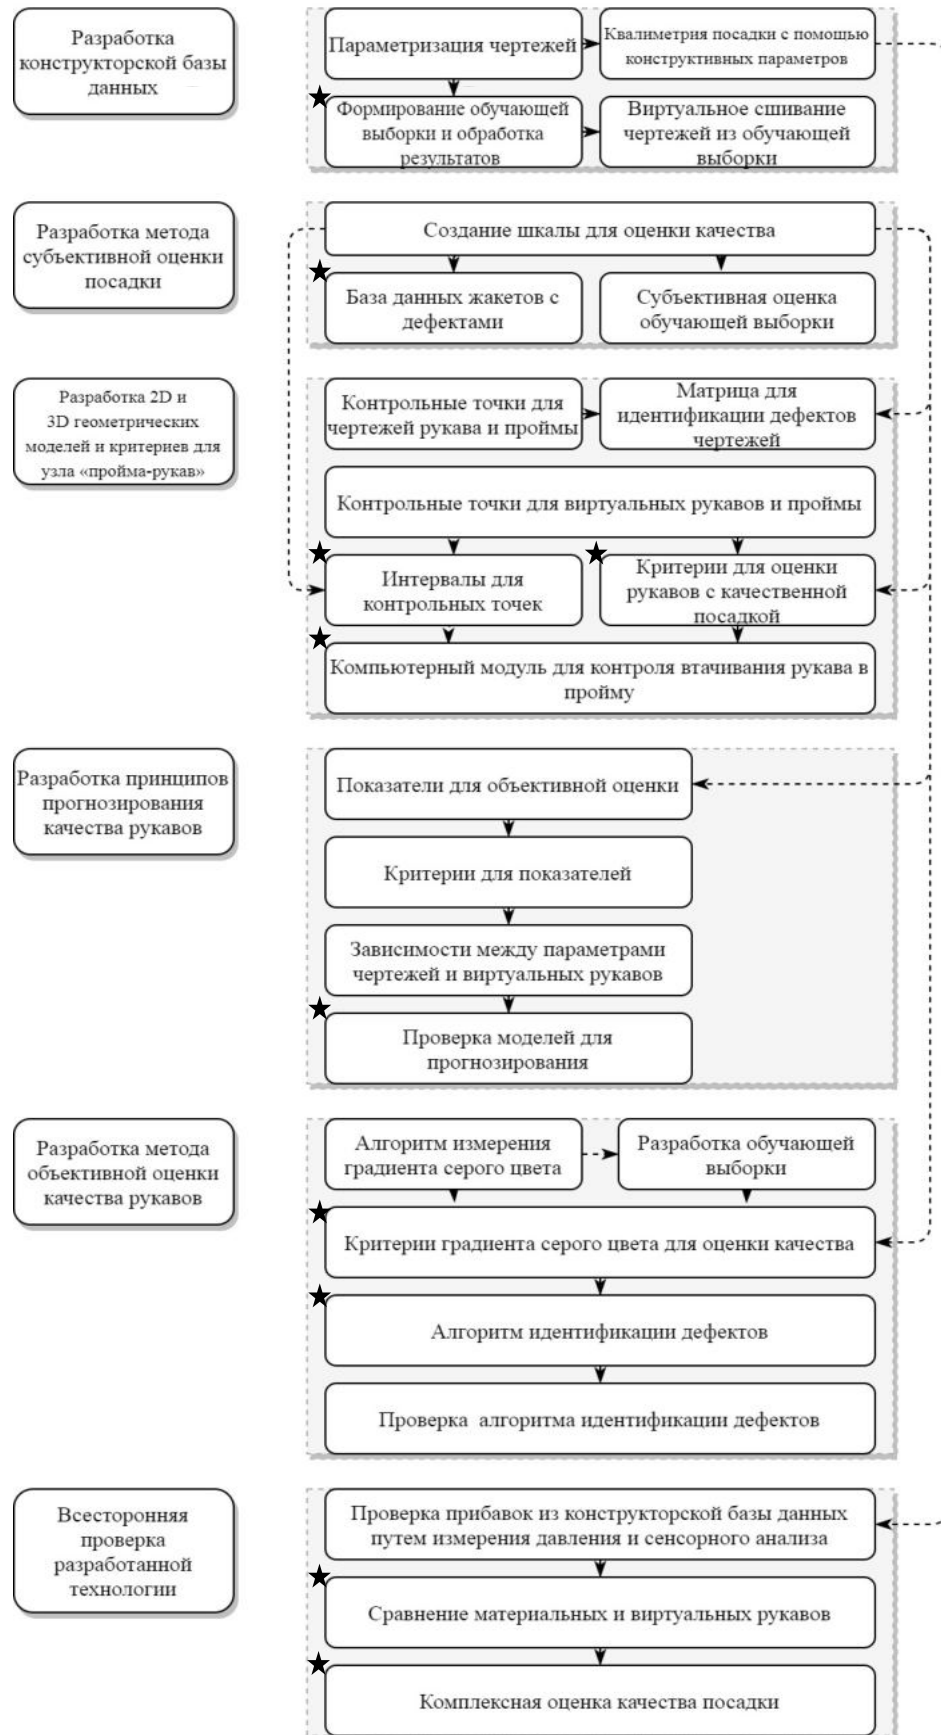 Разработка
конструкторской базы
данных
Параметризация чертежей
Квалиметрия посадки с помощью
конструктивных параметров
Формирование обучающей
выборки и обработка
результатов
Виртуальное сшивание
чертежей из обучающей
выборки
Разработка метода
субъективной оценки
посадки
Создание шкалы для оценки качества
База данных жакетов с
дефектами
Субъективная оценка
обучающей выборки
Разработка 2D и
3D геометрических
моделей и критериев для
узла «пройма-рукав»
Контрольные точки для
чертежей рукава и проймы
Матрица для
идентификации дефектов
чертежей
Контрольные точки для виртуальных рукавов и проймы
Интервалы для
контрольных точек
Критерии для оценки
рукавов с качественной
посадкой
Компьютерный модуль для контроля втачивания рукава в
пройму
Разработка принципов
прогнозирования
качества рукавов
Показатели для объективной оценки
Критерии для показателей
Зависимости между параметрами
чертежей и виртуальных рукавов
Проверка моделей для
прогнозирования
Разработка метода
объективной оценки
качества рукавов
Алгоритм измерения
градиента серого цвета
Разработка обучающей
выборки
Критерии градиента серого цвета для оценки качества
Алгоритм идентификации дефектов
Проверка алгоритма идентификации дефектов
Всесторонняя
проверка
разработанной
технологии
Проверка прибавок из конструкторской базы данных
путем измерения давления и сенсорного анализа
Сравнение материальных и виртуальных рукавов
Комплексная оценка качества посадки